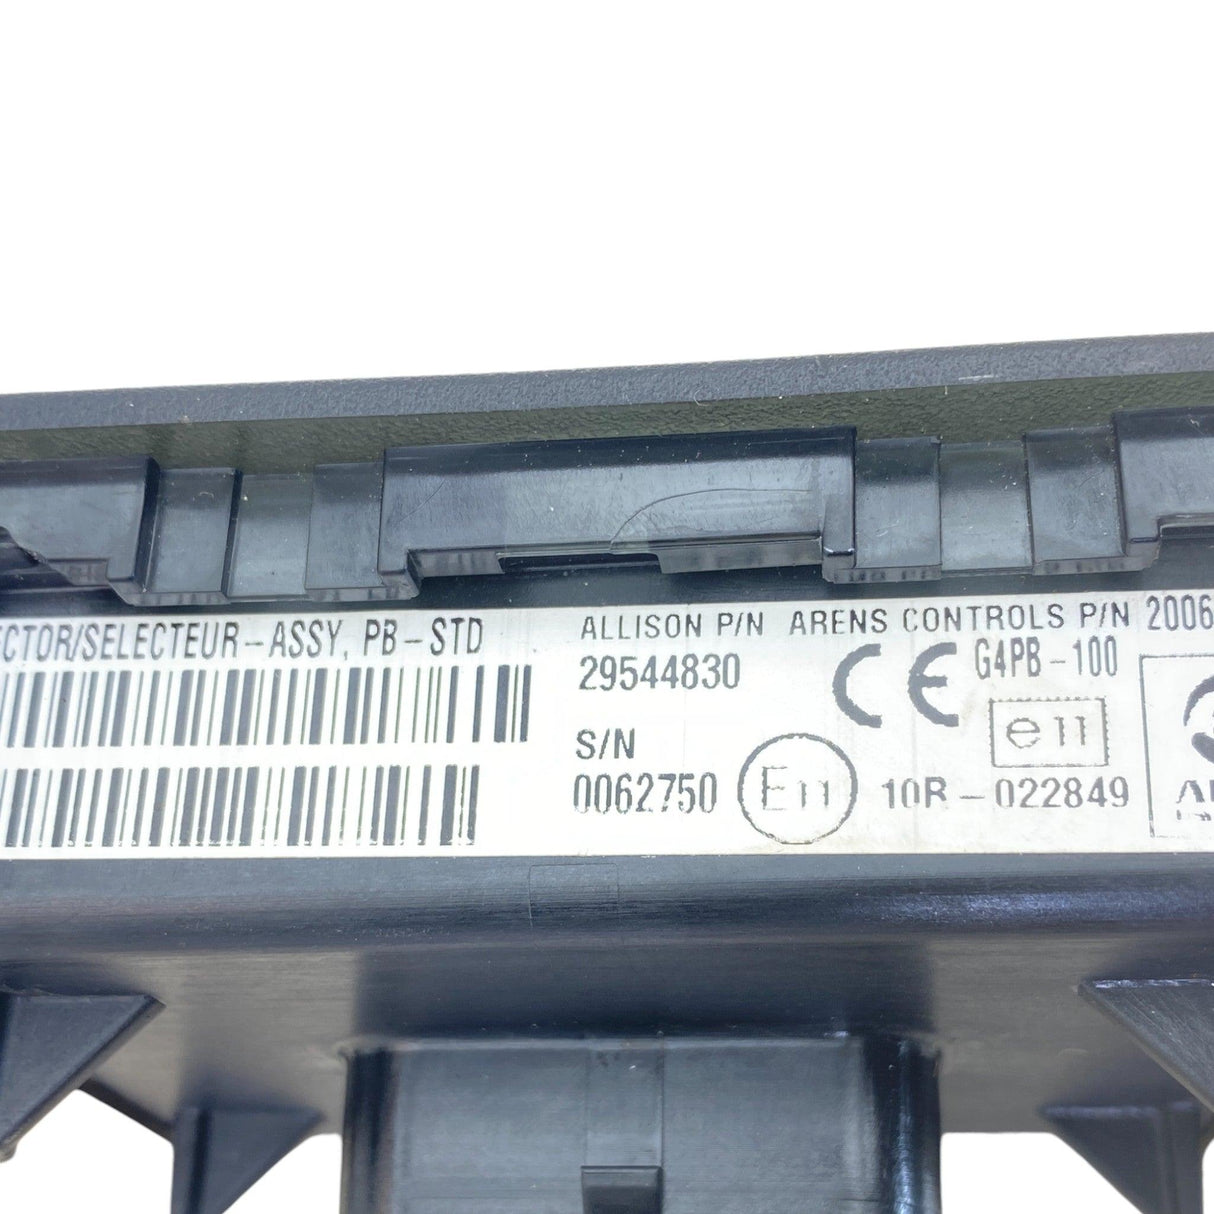 ECTOR/SELECTEUR-ASSY, PB-STD
ALLISON P/N ARENS CONTROLS P/N 2006
29544830 CE G4PB-100
S/N e11
0062750 E11 10R-022849